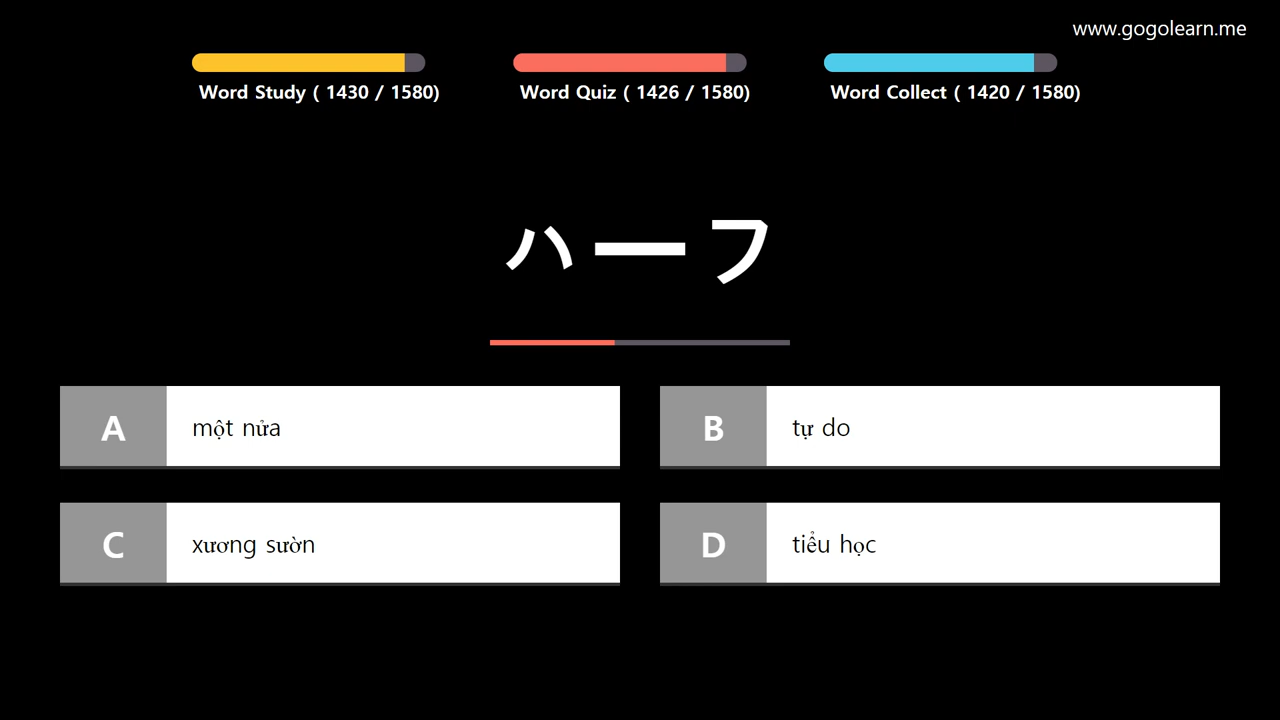 www.gogolearn.me
Word Study ( 1430 / 1580)
Word Quiz ( 1426 / 1580)
Word Collect ( 1420 / 1580)
ハーフ
A
một nửa
B
tự do
C
xương sườn
D
tiểu học